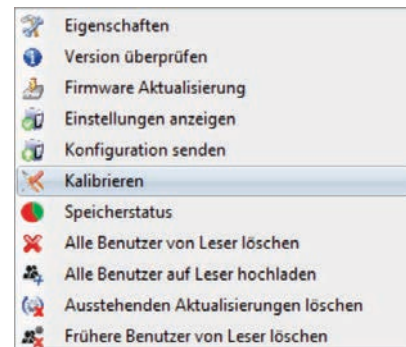 Eigenschaften
Version überprüfen
Firmware Aktualisierung
Einstellungen anzeigen
Konfiguration senden
Kalibrieren
Speicherstatus
Alle Benutzer von Leser löschen
Alle Benutzer auf Leser hochladen
Ausstehenden Aktualisierungen löschen
Frühere Benutzer von Leser löschen